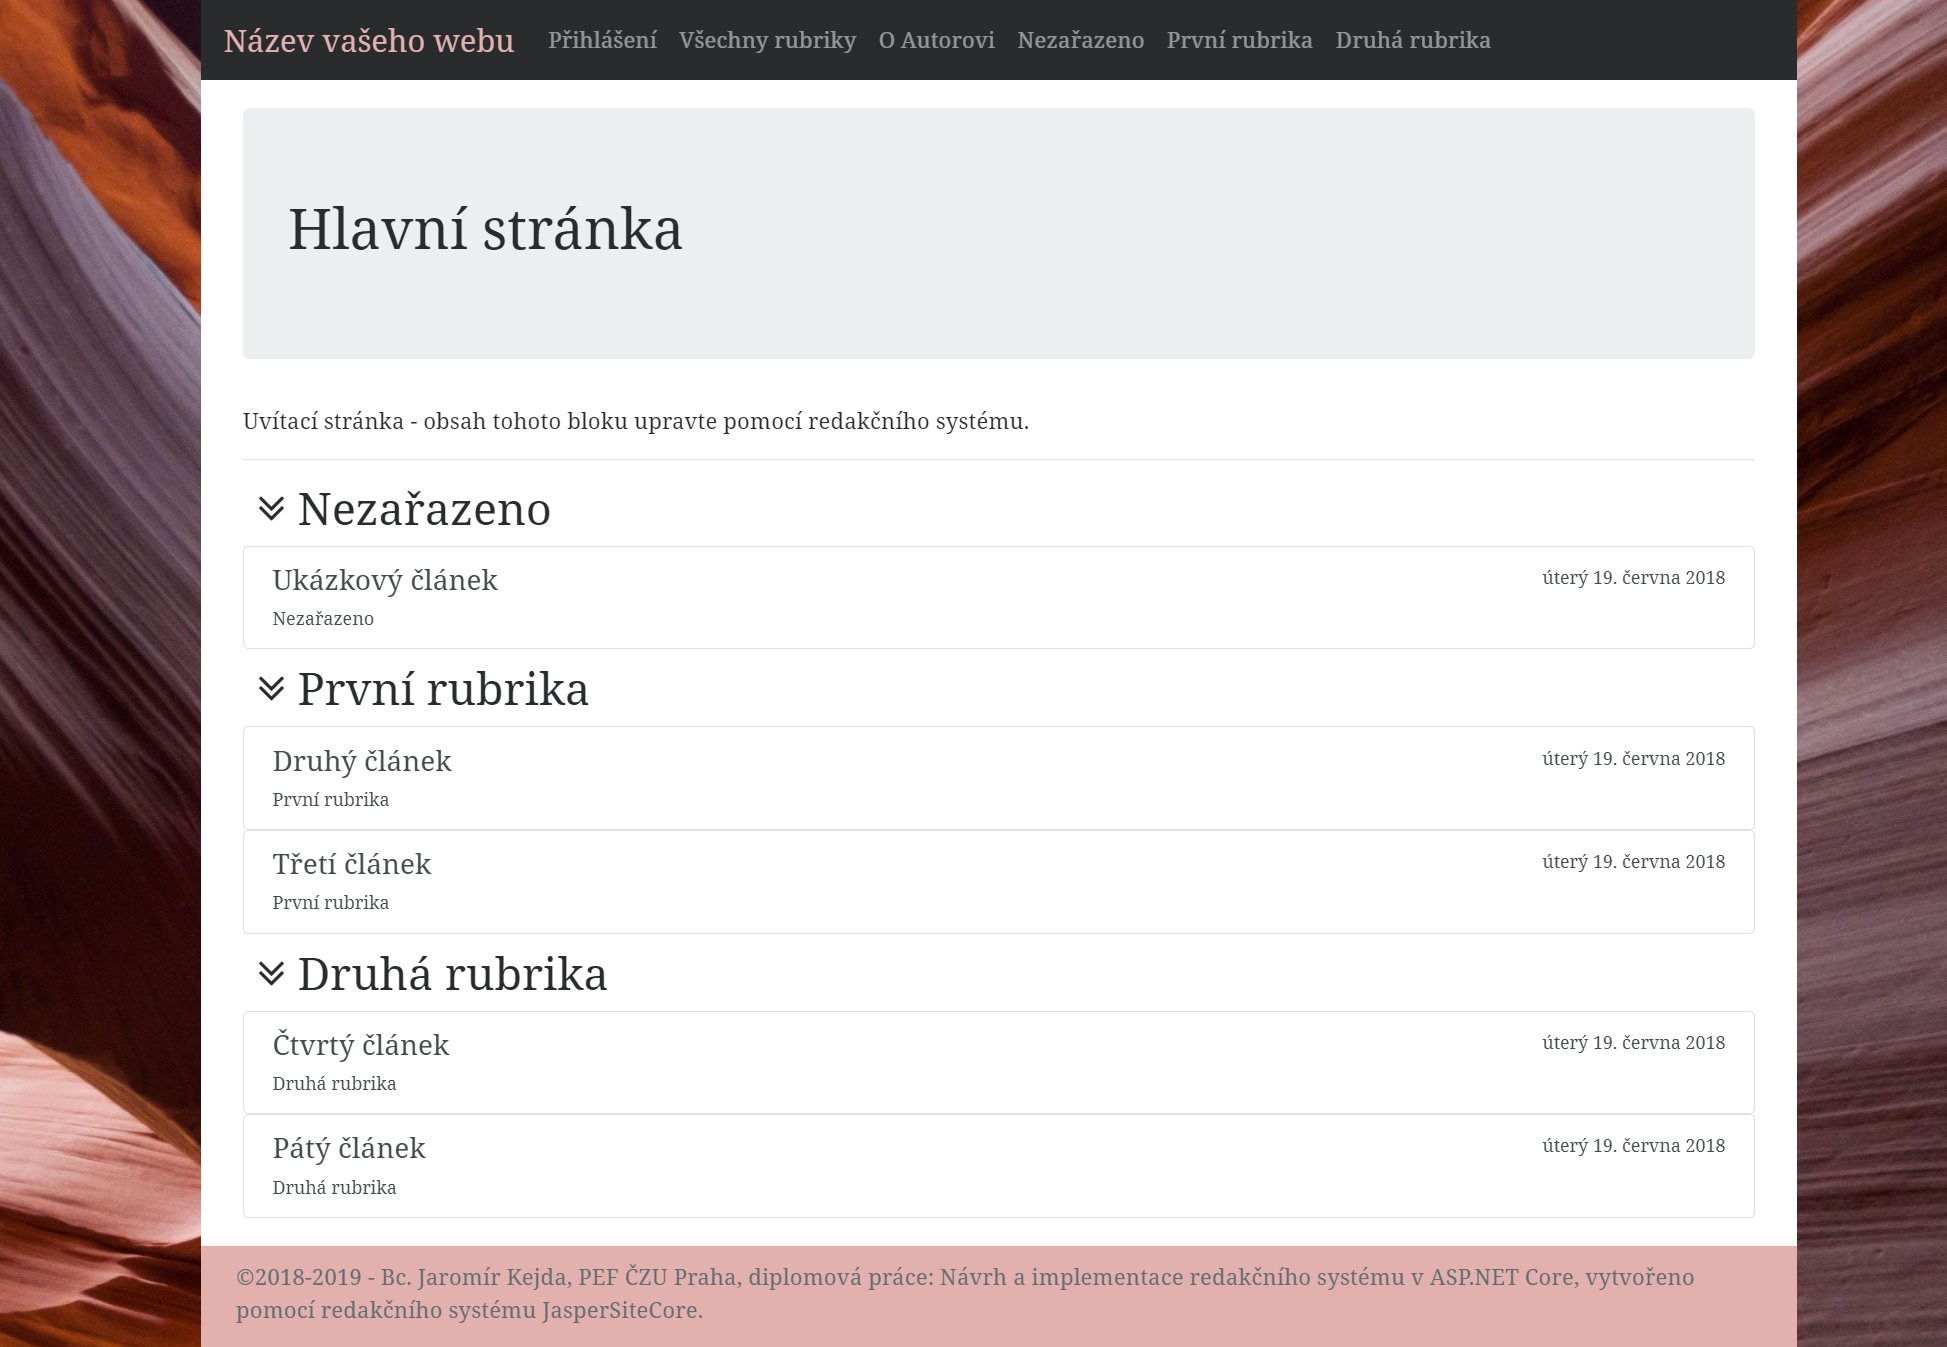 Název vašeho webu Přihlášení Všechny rubriky O Autorovi Nezařazeno První rubrika Druhá rubrika
Hlavní stránka
Uvítací stránka - obsah tohoto bloku upravte pomocí redakčního systému.
Nezařazeno
Ukázkový článek úterý 19. června 2018
Nezařazeno
První rubrika
Druhý článek úterý 19. června 2018
První rubrika
Třetí článek úterý 19. června 2018
První rubrika
Druhá rubrika
Čtvrtý článek úterý 19. června 2018
Druhá rubrika
Pátý článek úterý 19. června 2018
Druhá rubrika
©2018-2019 - Bc. Jaromír Kejda, PEF ČZU Praha, diplomová práce: Návrh a implementace redakčního systému v ASP.NET Core, vytvořeno
pomocí redakčního systému JasperSiteCore.